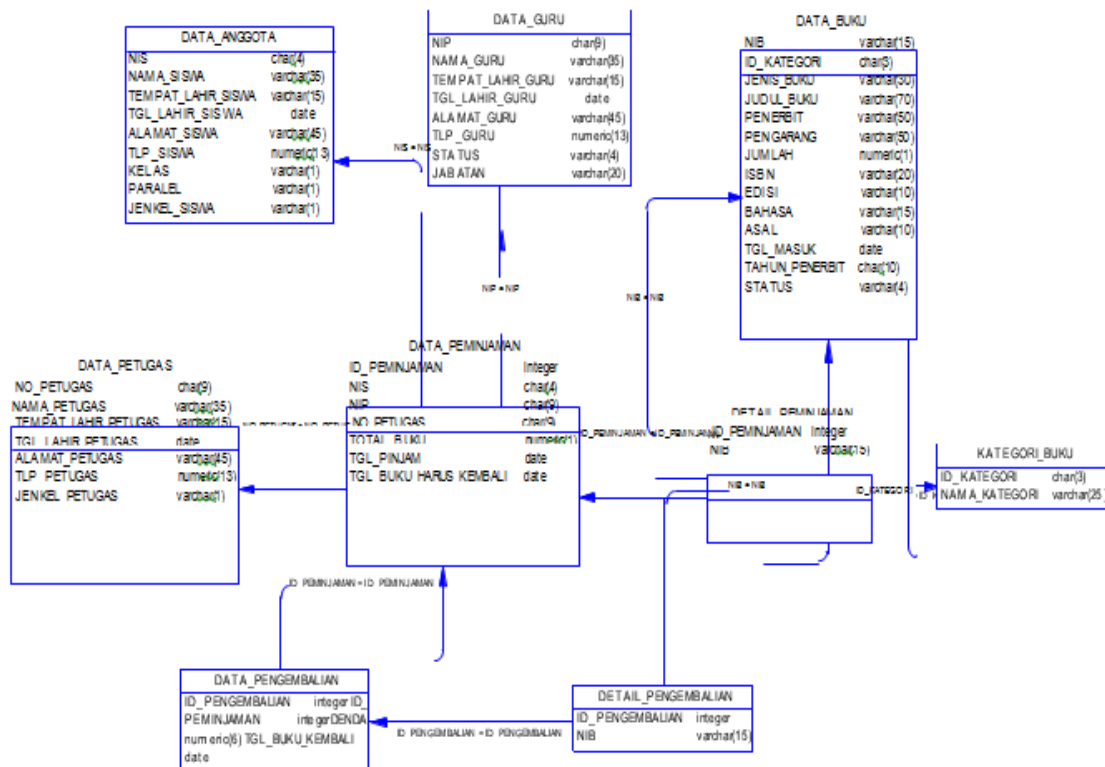 DATA_ANGGOTA
NIS char(4)
NAMA_SISWA varchar(35)
TEMPAT_LAHIR_SISWA varchar(15)
TGL_LAHIR_SISWA date
ALAMAT_SISWA varchar(45)
TLP_SISWA numeric(13)
KELAS varchar(1)
PARALEL varchar(1)
JENKEL_SISWA varchar(1)
DATA_GURU
NIP char(9)
NAMA_GURU varchar(35)
TEMPAT_LAHIR_GURU varchar(15)
TGL_LAHIR_GURU date
ALAMAT_GURU varchar(45)
TLP_GURU numeric(13)
STATUS varchar(4)
JABATAN varchar(20)
DATA_BUKU
NIB varchar(15)
ID_KATEGORI char(3)
JENIS_BUKU varchar(30)
JUDUL_BUKU varchar(70)
PENERBIT varchar(50)
PENGARANG varchar(50)
JUMLAH numeric(1)
ISBN varchar(20)
EDISI varchar(10)
BAHASA varchar(15)
ASAL varchar(10)
TGL_MASUK date
TAHUN_PENERBIT char(10)
STATUS varchar(4)
NIS = NIS
NIP = NIP
NIB = NIB
DATA_PETUGAS
NO_PETUGAS char(9)
NAMA_PETUGAS varchar(35)
TEMPAT_LAHIR_PETUGAS varchar(15)
TGL_LAHIR_PETUGAS date
ALAMAT_PETUGAS varchar(45)
TLP_PETUGAS numeric(13)
JENKEL_PETUGAS varchar(1)
DATA_PEMINJAMAN
ID_PEMINJAMAN Integer
NIS char(4)
NIP char(9)
NO_PETUGAS char(9)
TOTAL_BUKU numeric(1)
TGL_PINJAM date
TGL_BUKU_HARUS_KEMBALI date
DETAIL_PEMINJAMAN
ID_PEMINJAMAN Integer
NIB varchar(15)
NIB = NIB
ID_KATEGORI
KATEGORI_BUKU
ID_KATEGORI char(3)
NAMA_KATEGORI varchar(25)
ID_PEMINJAMAN = ID_PEMINJAMAN
DATA_PENGEMBALIAN
ID_PENGEMBALIAN integer ID_
PEMINJAMAN integerDENDA
numeric(6) TGL_BUKU_KEMBALI
date
ID_PENGEMBALIAN = ID_PENGEMBALIAN
DETAIL_PENGEMBALIAN
ID_PENGEMBALIAN integer
NIB varchar(15)